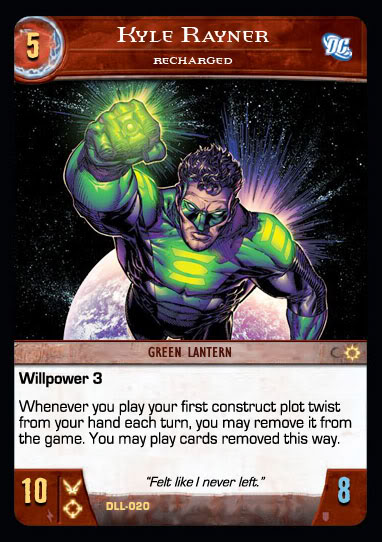 5
Kyle Rayner
DC
ReCharged
GREEN LANTERN
Willpower 3
Whenever you play your first construct plot twist
from your hand each turn, you may remove it from
the game. You may play cards removed this way.
"Felt like I never left."
10
DLL-020
8